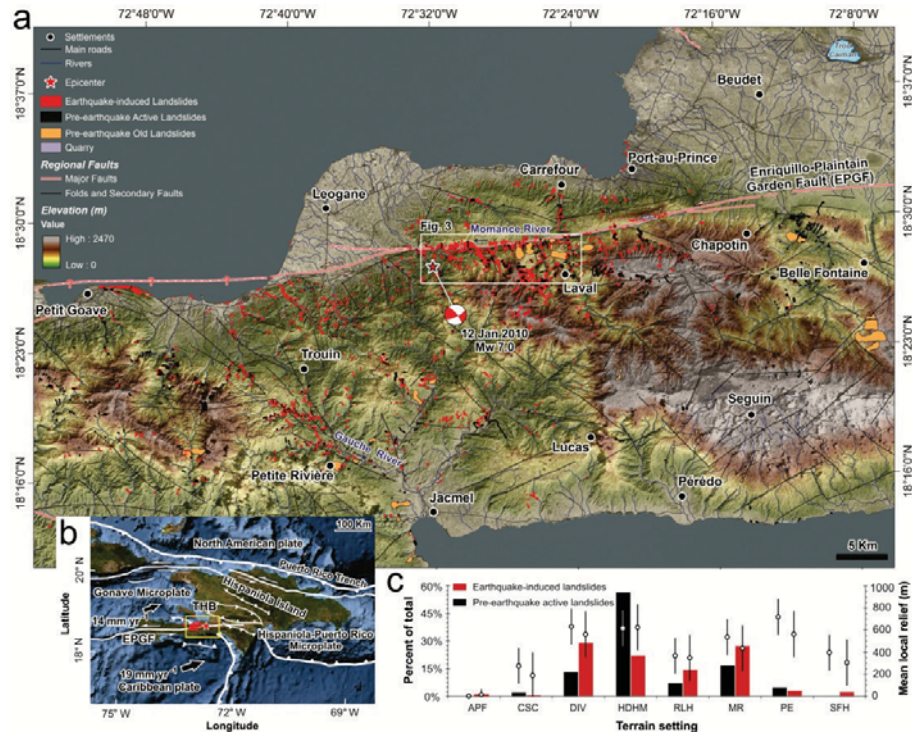 a
72°48'0"W 72°40'0"W 72°32'0"W 72°24'0"W 72°16'0"W 72°8'0"W
Settlements
Main roads
Rivers
Epicenter
Earthquake-induced Landslides
Pre-earthquake Active Landslides
Pre-earthquake Old Landslides
Quarry
Regional Faults
Major Faults
Folds and Secondary Faults
Elevation (m)
Value
High : 2470
Low : 0
18°37'0"N
18°30'0"N
18°23'0"N
18°16'0"N
Beudet
Port-au-Prince
Carrefour
Enriquillo-Plaintain
Garden Fault (EPGF)
Leogane
Fig. 3
Momance River
Chapotin
Belle Fontaine
Laval
Petit Goave
12 Jan 2010
Mw 7.0
Trouin
Seguin
Gauche River
Lucas
Petite Rivière
Pérédo
Jacmel
5 Km
18°37'0"N
18°30'0"N
18°23'0"N
18°16'0"N
b
100 Km
North American plate
Puerto Rico Trench
Gonave Microplate
Hispaniola Island
THB
14 mm yr⁻¹
EPGF
Hispaniola-Puerto Rico
Microplate
19 mm yr⁻¹
Caribbean plate
Latitude
20 °N
18 °N
75°W 72°W 69°W
Longitude
c
Earthquake-induced landslides
Pre-earthquake active landslides
Percent of total
60%
45%
30%
15%
0%
1000
800
600
400
200
0
Mean local relief (m)
APF CSC DIV HDHM RLH MR PE SFH
Terrain setting